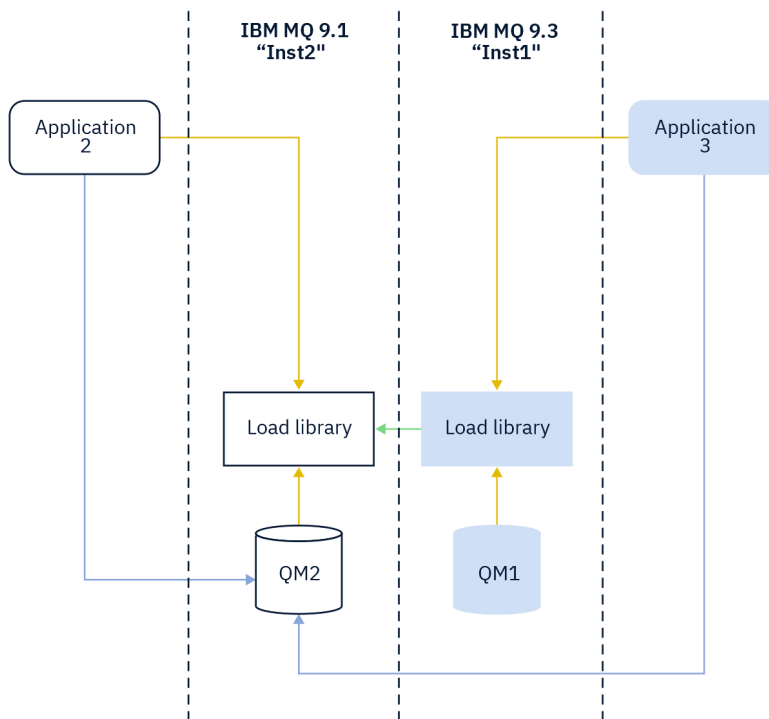 IBM MQ 9.1
“Inst2"
IBM MQ 9.3
“Inst1"
Application
2
Application
3
Load library
Load library
QM2
QM1